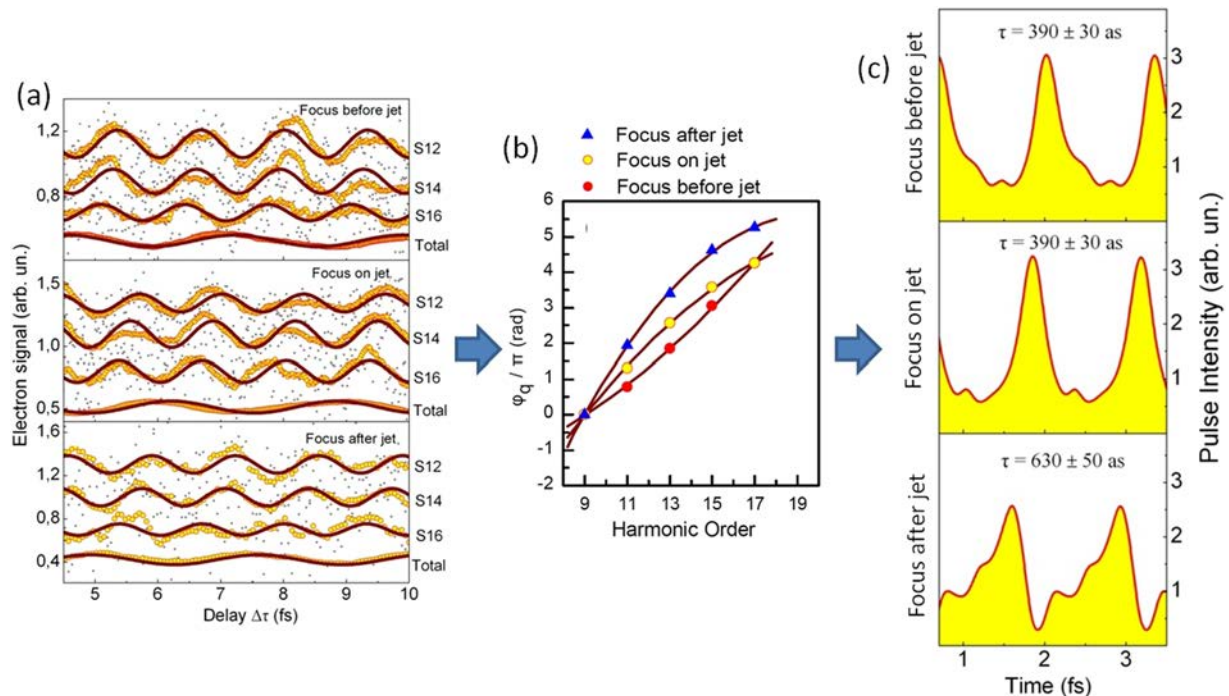 (a)
Focus before jet
1,2
S12
S14
0,8
S16
Total
Focus on jet
1,5
S12
1,0
S14
S16
0,5
Total
1,6
Focus after jet
S12
1,2
S14
0,8
S16
0,4
Total
Electron signal (arb. un.)
5 6 7 8 9 10
Delay Δτ (fs)
(b)
Focus after jet
Focus on jet
Focus before jet
6
5
4
3
2
1
0
-1
-2
φq / π (rad)
9 11 13 15 17 19
Harmonic Order
(c)
Focus before jet
τ = 390 ± 30 as
3
2
1
Focus on jet
τ = 390 ± 30 as
3
2
1
Focus after jet
τ = 630 ± 50 as
3
2
1
Pulse Intensity (arb. un.)
1 2 3
Time (fs)